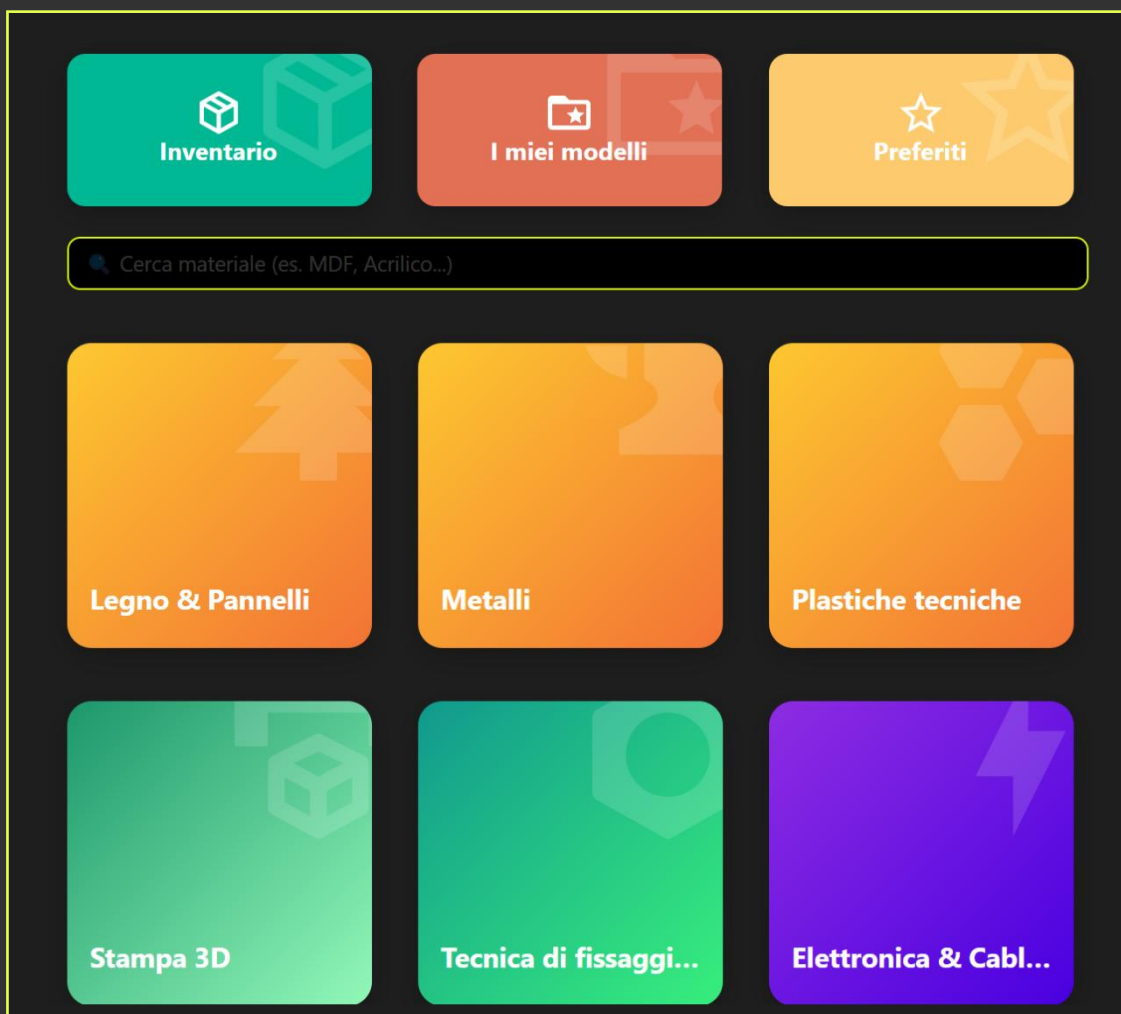 Inventario
I miei modelli
Preferiti
Cerca materiale (es. MDF, Acrilico...)
Legno & Pannelli
Metalli
Plastiche tecniche
Stampa 3D
Tecnica di fissaggi...
Elettronica & Cabl...